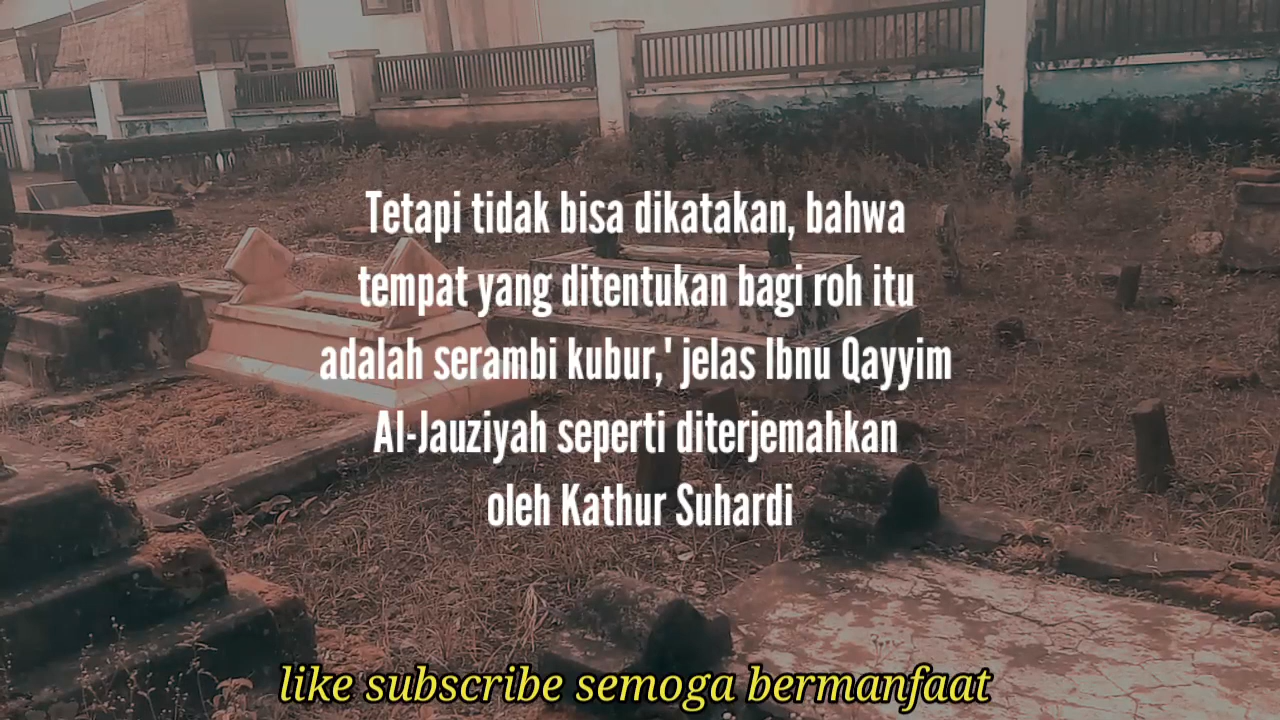 Tetapi tidak bisa dikatakan, bahwa
tempat yang ditentukan bagi roh itu
adalah serambi kubur,' jelas Ibnu Qayyim
Al-Jauziyah seperti diterjemahkan
oleh Kathur Suhardi
like subscribe semoga bermanfaat